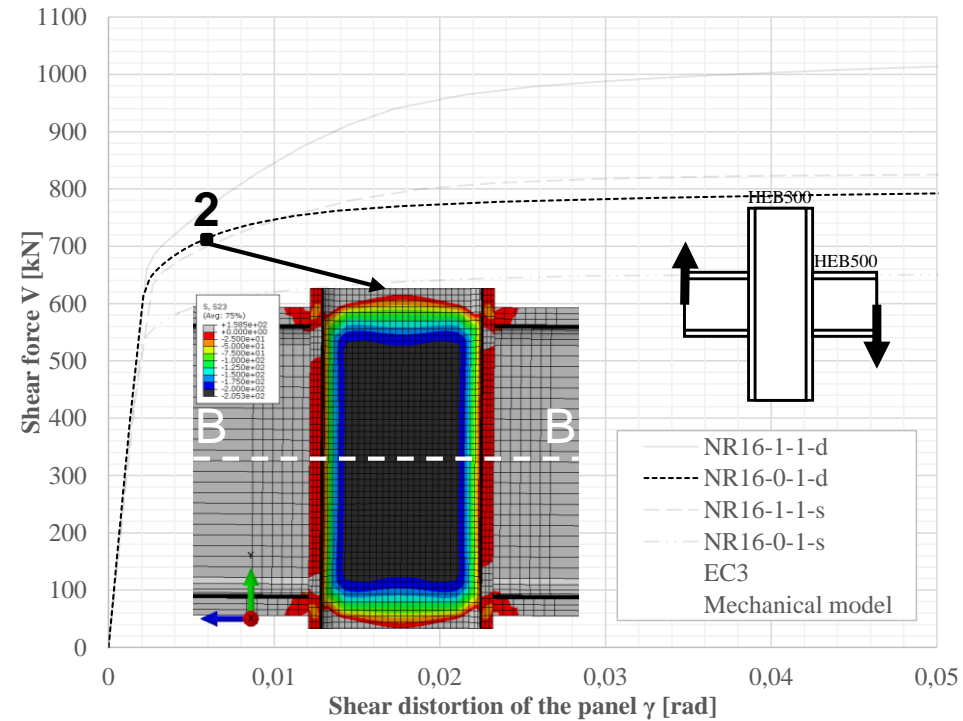 1100
1000
900
800
700
600
500
400
300
200
100
0
Shear force V [kN]
2
S, S23
(Avg: 75%)
+1.585e+02
+0.000e+00
-2.500e+01
-5.000e+01
-7.500e+01
-1.000e+02
-1.250e+02
-1.500e+02
-1.750e+02
-2.000e+02
-2.053e+02
B
B
Y
X
HEB300
HEB500
NR16-1-1-d
NR16-0-1-d
NR16-1-1-s
NR16-0-1-s
EC3
Mechanical model
0
0,01
0,02
0,03
0,04
0,05
Shear distortion of the panel γ [rad]